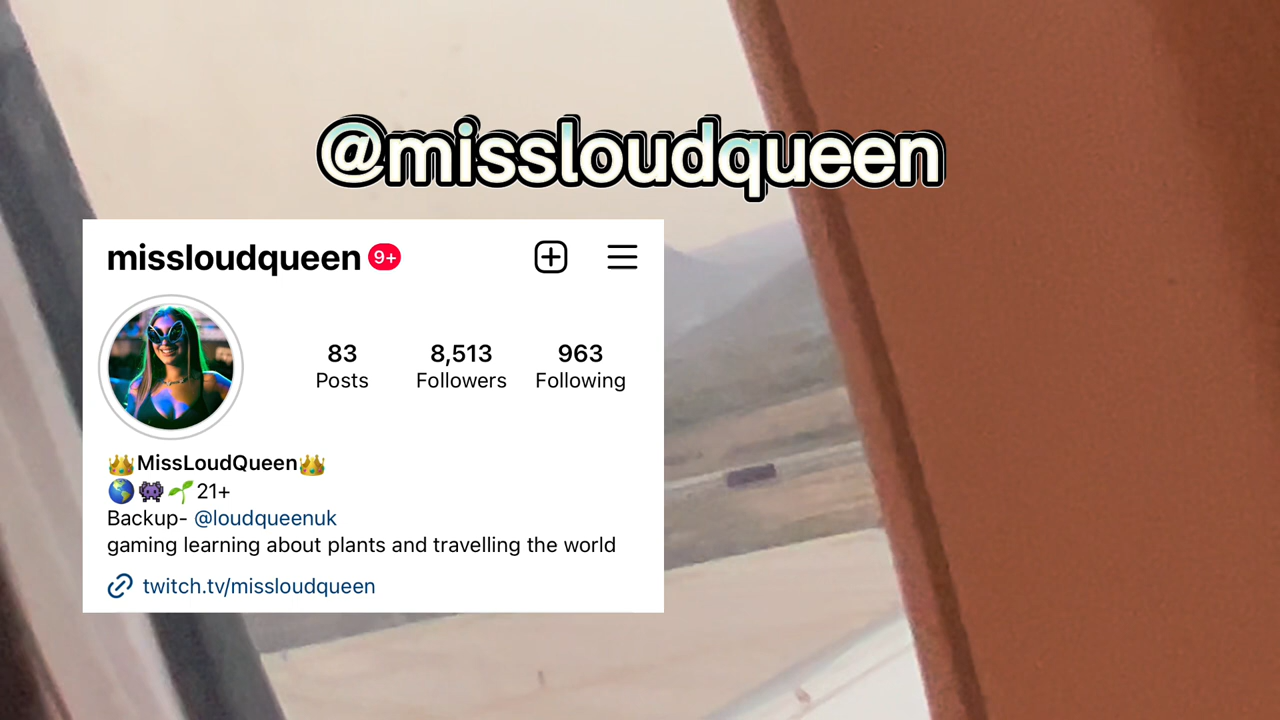 @missloudqueen
missloudqueen 9+
83 8,513 963
Posts Followers Following
👑MissLoudQueen👑
🌎👾🌱21+
Backup- @loudqueenuk
gaming learning about plants and travelling the world
twitch.tv/missloudqueen